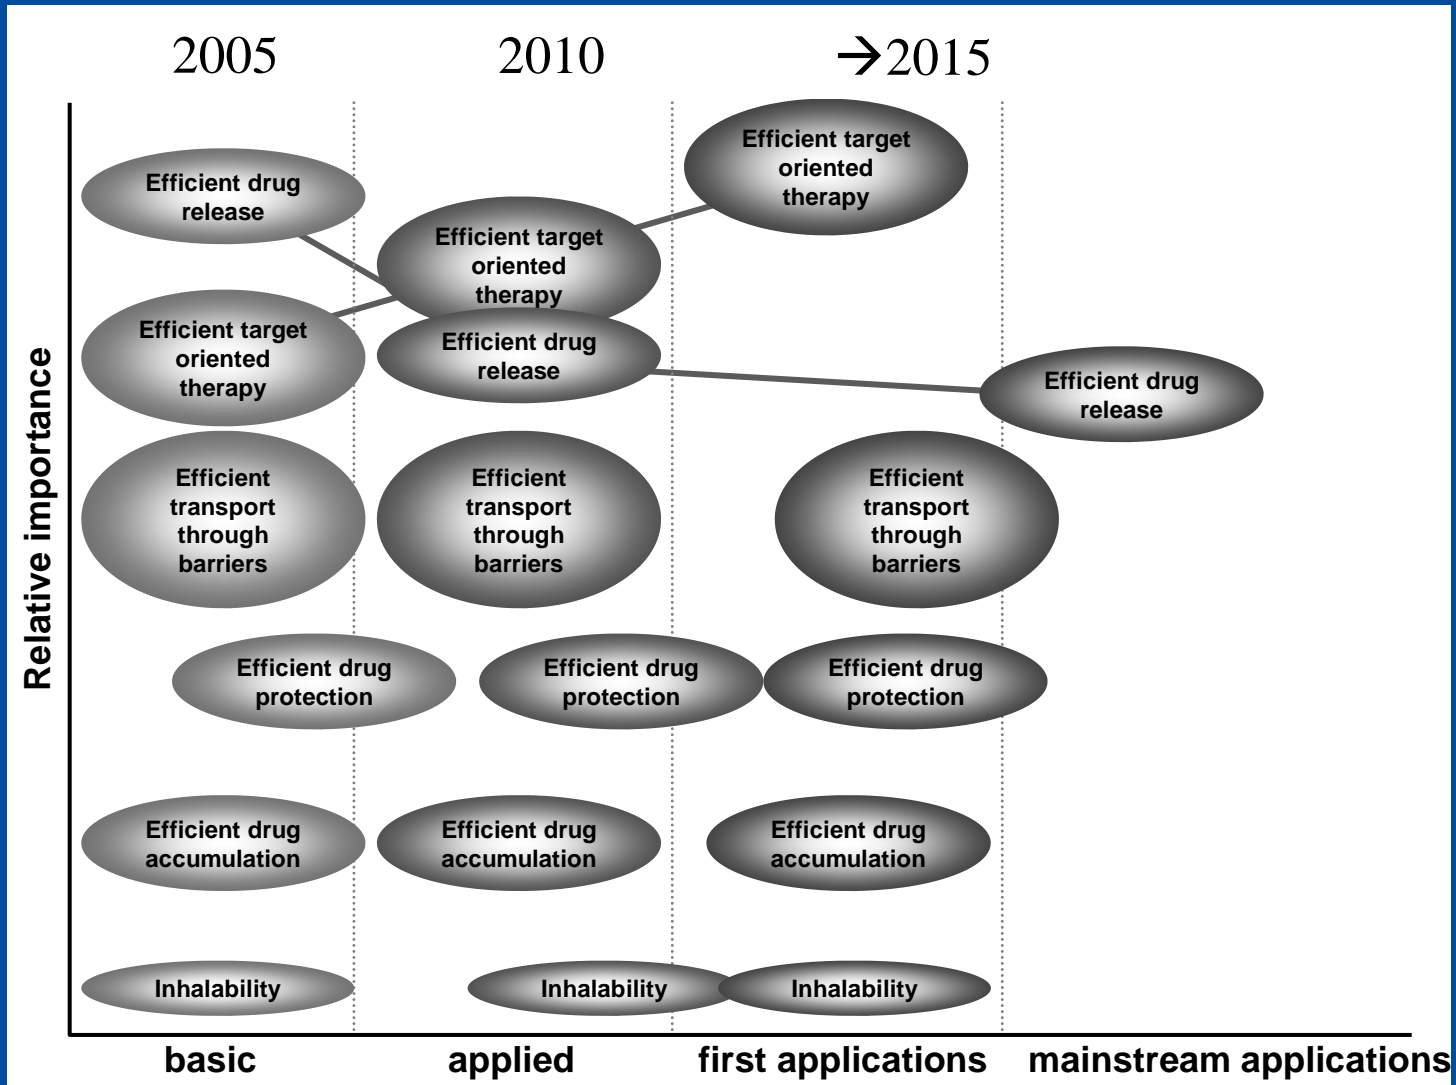 2005
2010
→2015
Relative importance
Efficient drug
release
Efficient target
oriented
therapy
Efficient target
oriented
therapy
Efficient target
oriented
therapy
Efficient drug
release
Efficient drug
release
Efficient
transport
through
barriers
Efficient
transport
through
barriers
Efficient
transport
through
barriers
Efficient drug
protection
Efficient drug
protection
Efficient drug
protection
Efficient drug
accumulation
Efficient drug
accumulation
Efficient drug
accumulation
Inhalability
Inhalability
Inhalability
basic
applied
first applications
mainstream applications